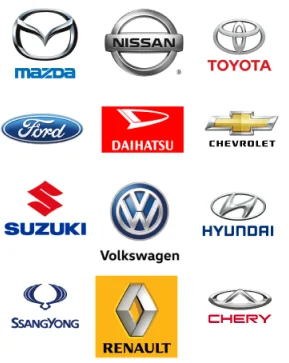 mazda
NISSAN
®
TOYOTA
Ford
DAIHATSU
CHEVROLET
SUZUKI
Volkswagen
HYUNDAI
SSANGYONG
RENAULT
CHERY